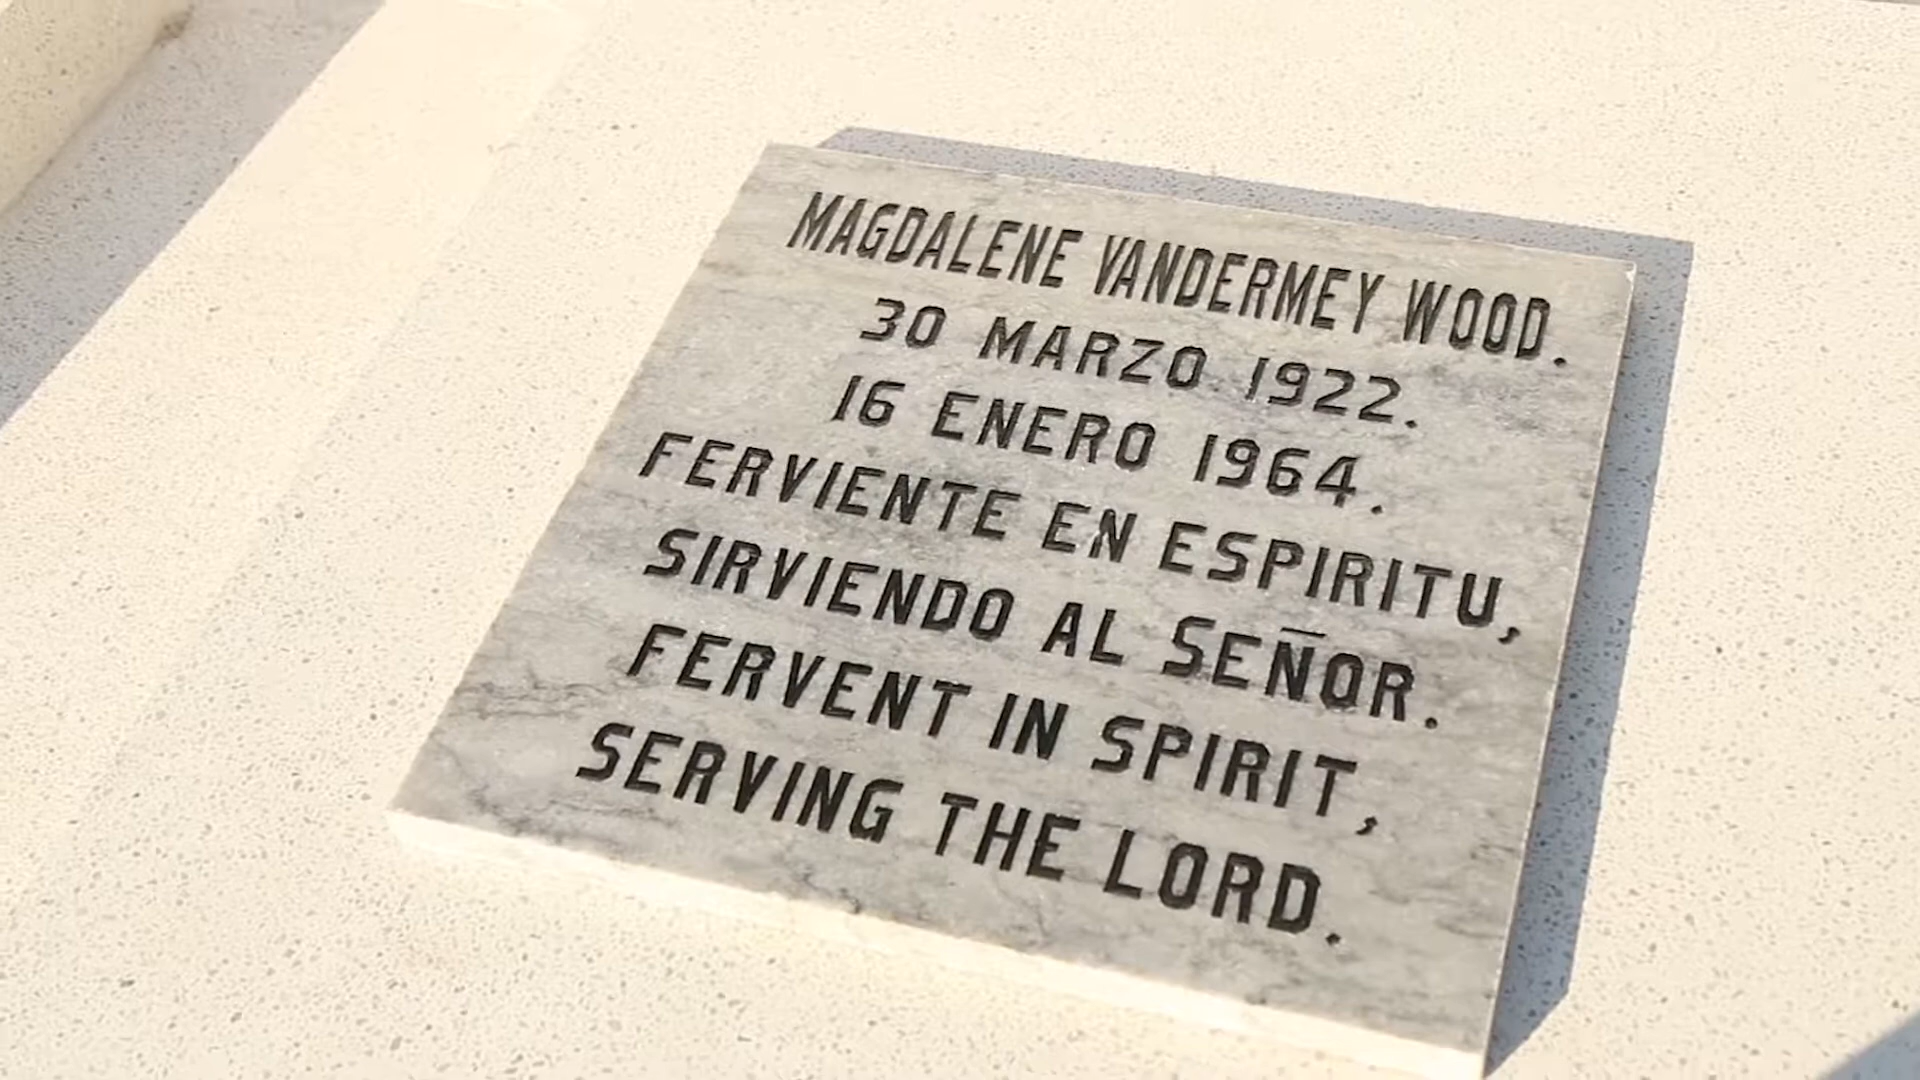 MAGDALENE VANDERMEY WOOD.
30 MARZO 1922.
16 ENERO 1964.
FERVIENTE EN ESPIRITU,
SIRVIENDO AL SEÑOR.
FERVENT IN SPIRIT,
SERVING THE LORD.